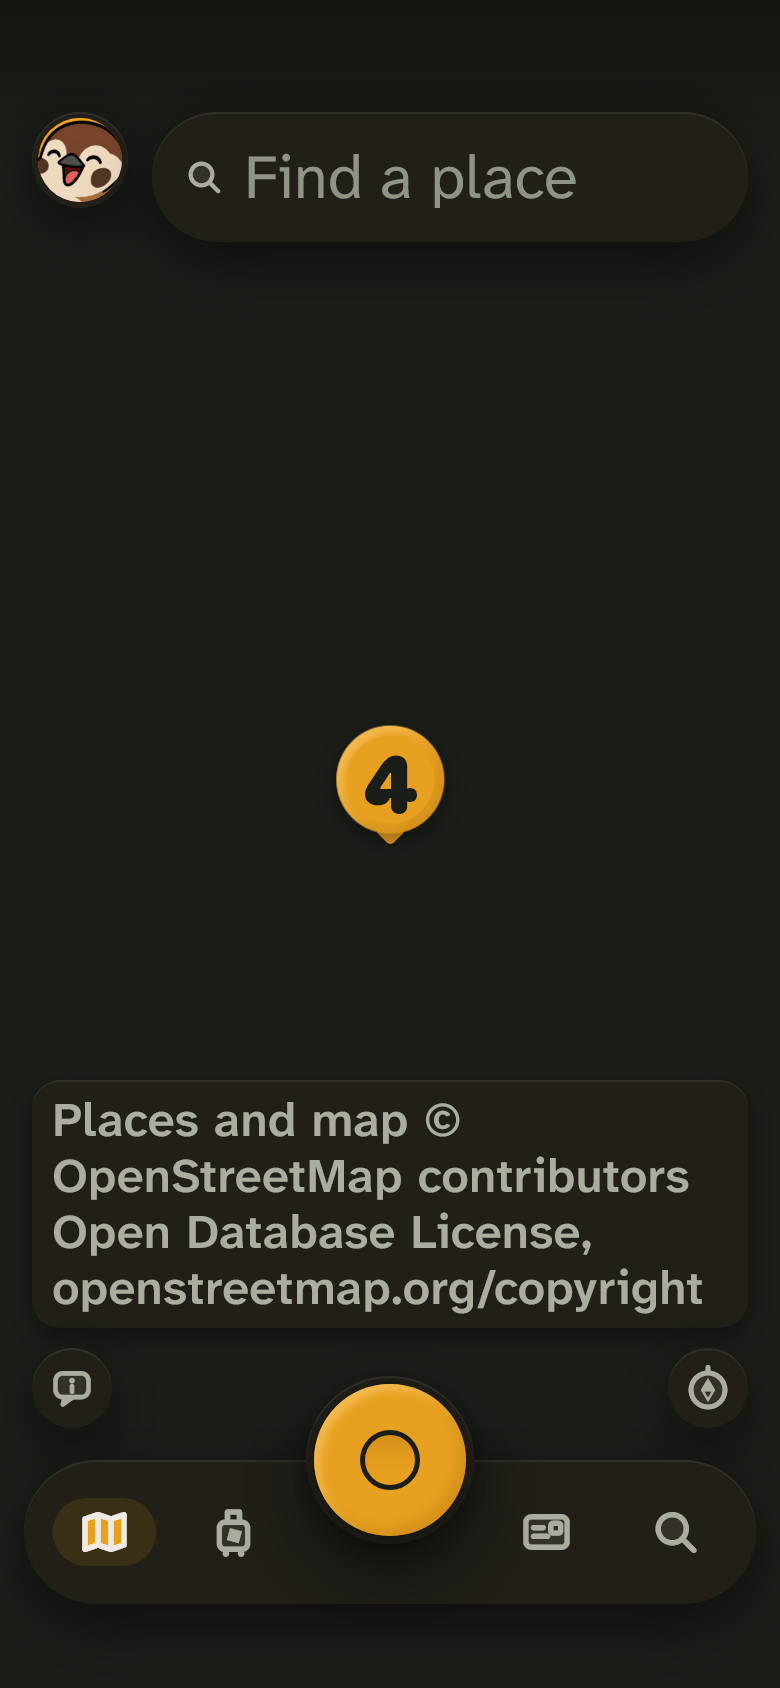 Find a place
4
Places and map ©
OpenStreetMap contributors
Open Database License,
openstreetmap.org/copyright